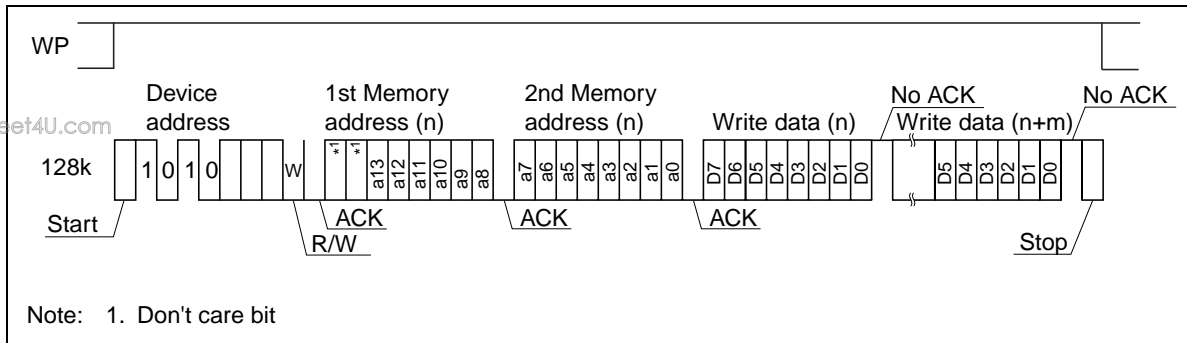 WP
Device address
1st Memory address (n)
2nd Memory address (n)
No ACK
No ACK
Write data (n)
Write data (n+m)
eet4U.com
128k
1 0 1 0 W
*1 *1 a13 a12 a11 a10 a9 a8
a7 a6 a5 a4 a3 a2 a1 a0
D7 D6 D5 D4 D3 D2 D1 D0
D5 D4 D3 D2 D1 D0
Start
R/W
ACK
ACK
ACK
Stop
Note: 1. Don't care bit